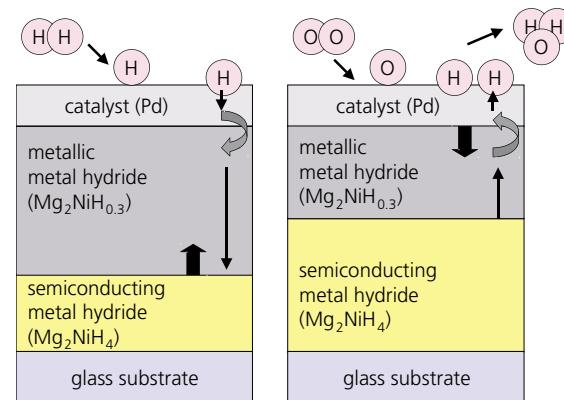 H H
H
H
catalyst (Pd)
metallic
metal hydride
(Mg₂NiH₀.₃)
semiconducting
metal hydride
(Mg₂NiH₄)
glass substrate
O O
O
H
H
H H
O
catalyst (Pd)
metallic
metal hydride
(Mg₂NiH₀.₃)
semiconducting
metal hydride
(Mg₂NiH₄)
glass substrate